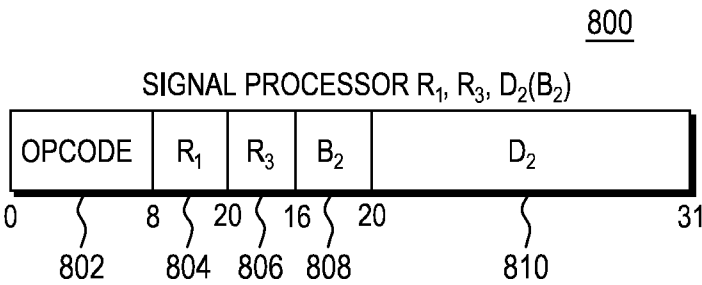 800
SIGNAL PROCESSOR R₁, R₃, D₂(B₂)
OPCODE R₁ R₃ B₂ D₂
0 8 20 16 20 31
802 804 806 808 810